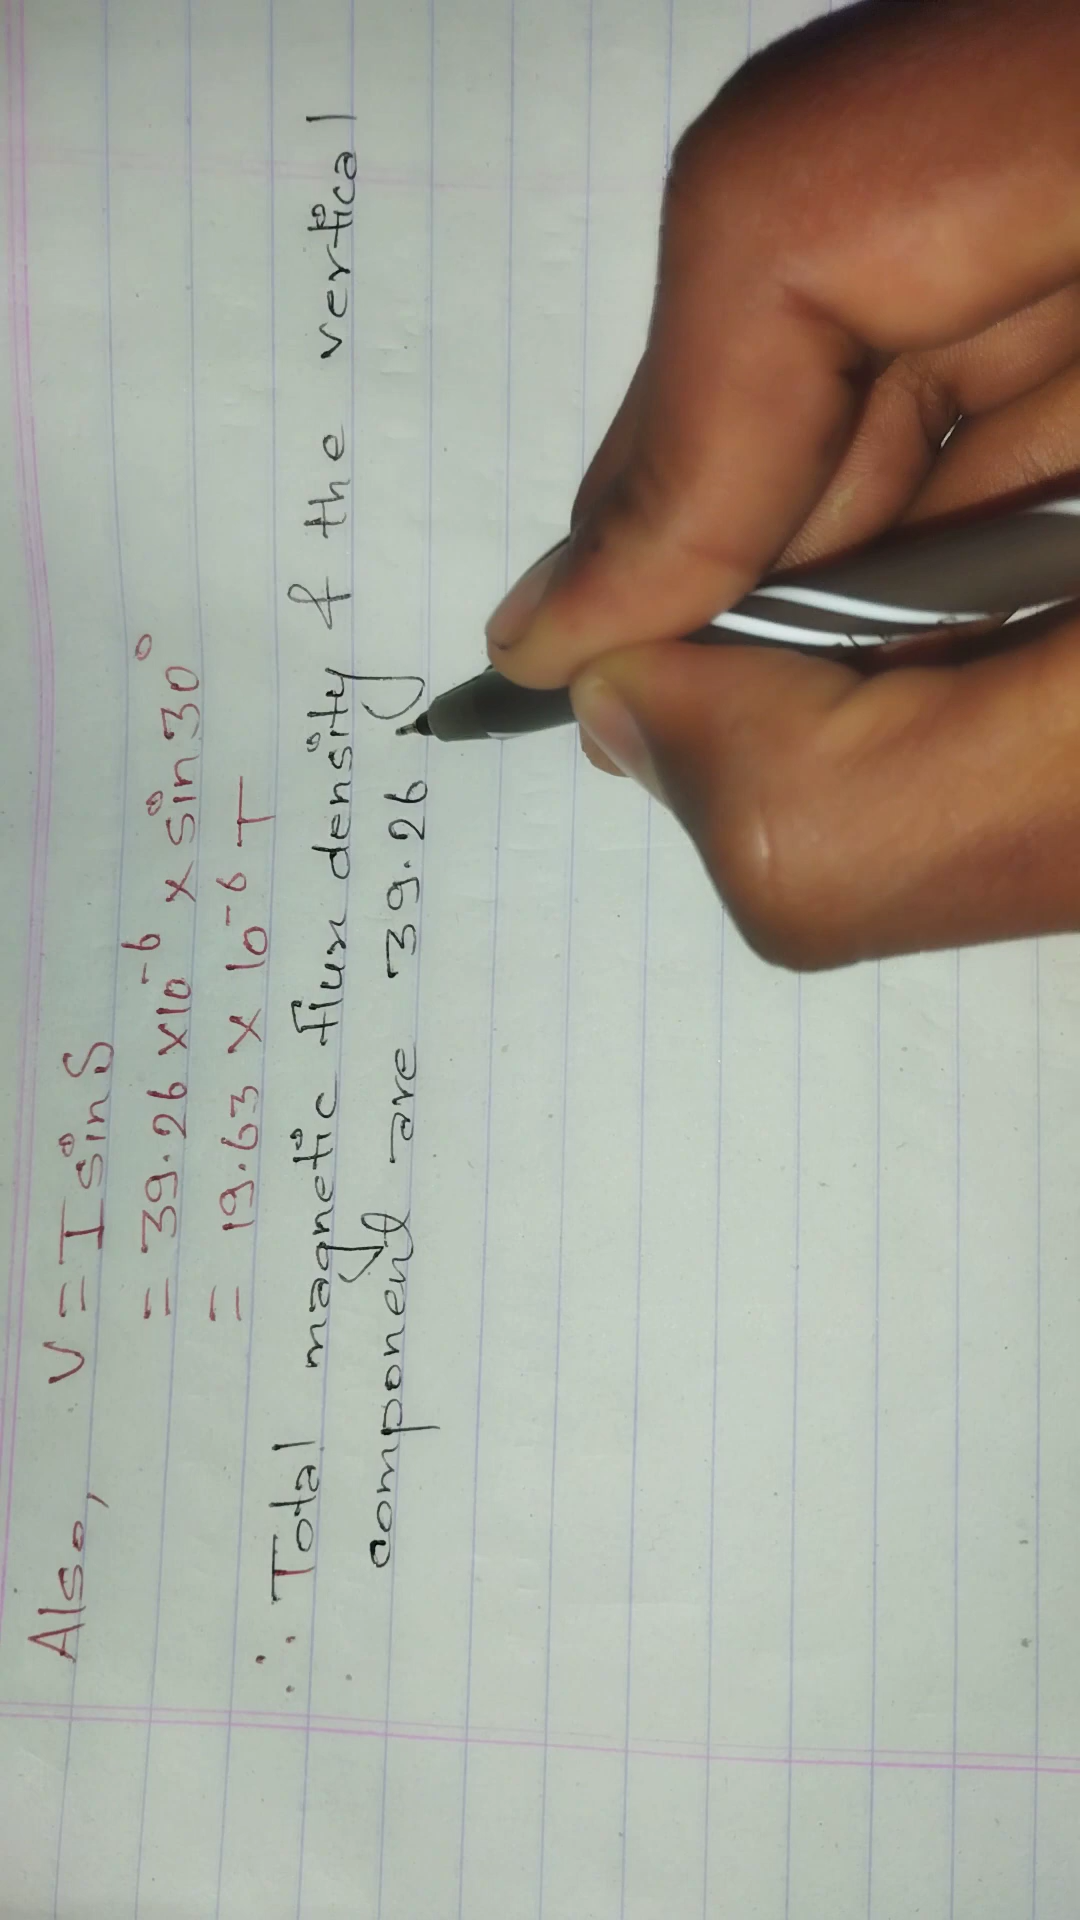 Also, V = I sin δ
= 39.26 × 10⁻⁶ × sin 30°
= 19.63 × 10⁻⁶ T
∴ Total magnetic flux density & the vertical
component are 39.26